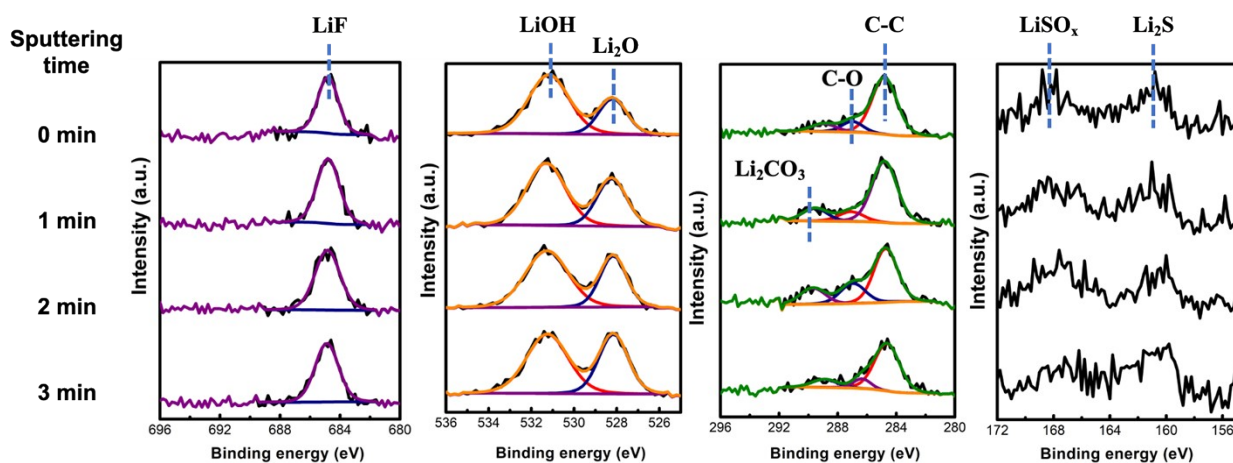 Sputtering
time
0 min
1 min
2 min
3 min
LiF
Intensity (a.u.)
696 692 688 684 680
Binding energy (eV)
LiOH
Li₂O
Intensity (a.u.)
536 534 532 530 528 526
Binding energy (eV)
C-C
C-O
Li₂CO₃
Intensity (a.u.)
296 292 288 284 280
Binding energy (eV)
LiSOₓ
Li₂S
Intensity (a.u.)
172 168 164 160 156
Binding energy (eV)